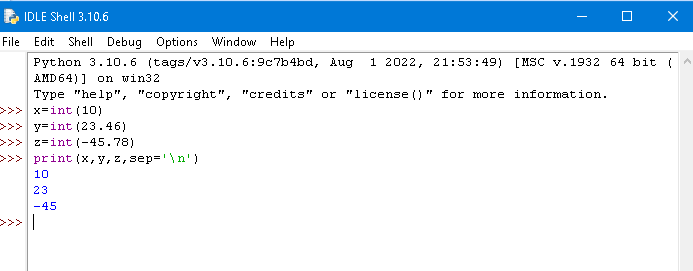 IDLE Shell 3.10.6
File Edit Shell Debug Options Window Help
Python 3.10.6 (tags/v3.10.6:9c7b4bd, Aug  1 2022, 21:53:49) [MSC v.1932 64 bit (
AMD64)] on win32
Type "help", "copyright", "credits" or "license()" for more information.
>>> x=int(10)
>>> y=int(23.46)
>>> z=int(-45.78)
>>> print(x,y,z,sep='\n')
10
23
-45
>>>